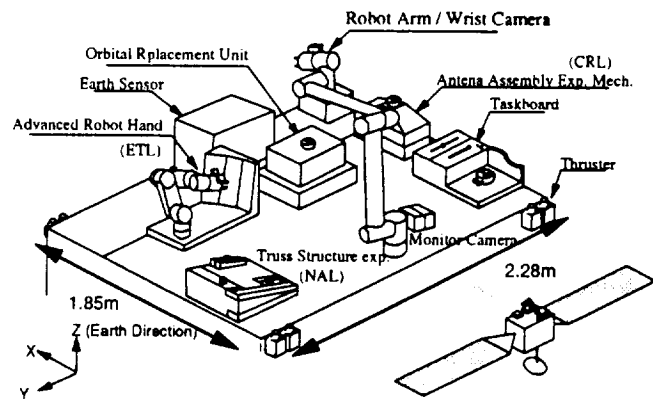 Robot Arm / Wrist Camera
Orbital Rplacement Unit
(CRL)
Antena Assembly Exp. Mech.
Earth Sensor
Taskboard
Advanced Robot Hand
(ETL)
Thruster
Monitor Camera
Truss Structure exp.
(NAL)
2.28m
1.85m
Z (Earth Direction)
X
Y